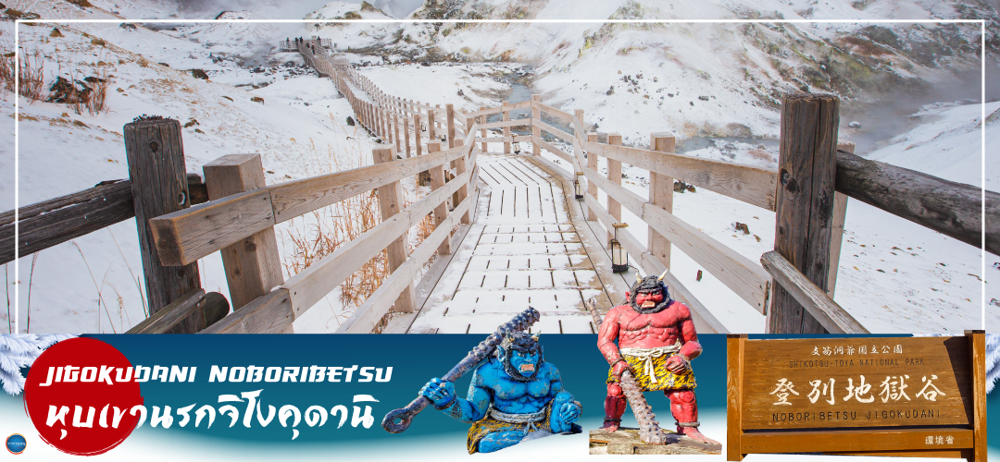 JIGOKUDANI NOBORIBETSU
หุบเขานรกจิโงคุดานิ
支笏洞爺国立公園
SHIKOTSU-TOYA NATIONAL PARK
登別地獄谷
NOBORIBETSU JIGOKUDANI
環境省